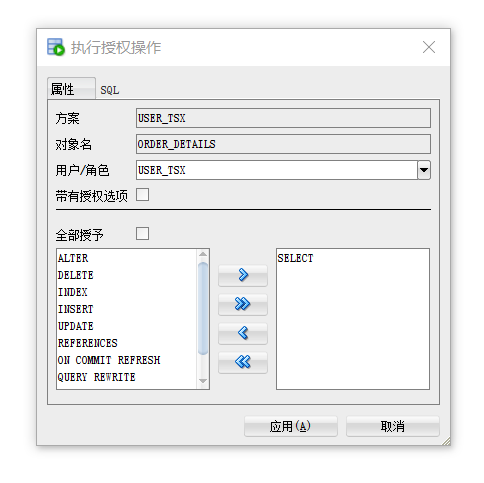 执行授权操作
属性 SQL
方案 USER_TSX
对象名 ORDER_DETAILS
用户/角色 USER_TSX
带有授权选项
全部授予
ALTER
DELETE
INDEX
INSERT
UPDATE
REFERENCES
ON COMMIT REFRESH
QUERY REWRITE
SELECT
应用(A) 取消